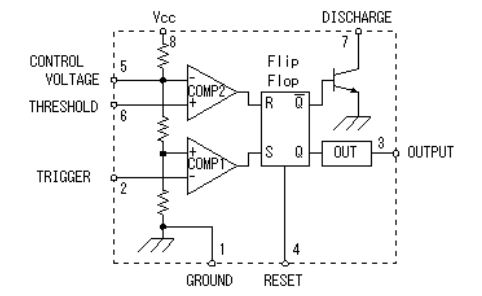 Vcc
DISCHARGE
8
7
CONTROL
VOLTAGE
5
Flip
Flop
THRESHOLD
6
-
+
COMP2
R
Q̅
TRIGGER
2
+
-
COMP1
S
Q
OUT
3
OUTPUT
1
4
GROUND
RESET